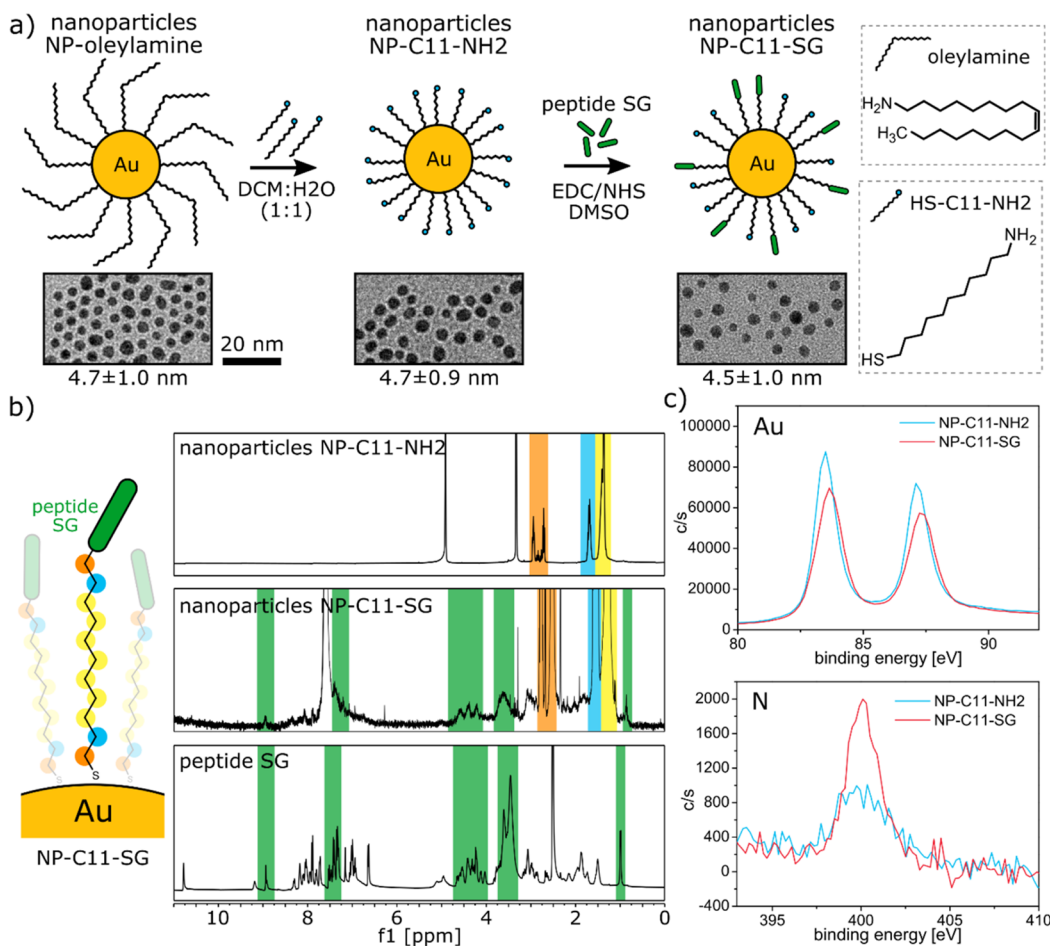 a)
nanoparticles
NP-oleylamine
nanoparticles
NP-C11-NH2
nanoparticles
NP-C11-SG
Au
DCM:H2O
(1:1)
Au
peptide SG
EDC/NHS
DMSO
Au
4.7±1.0 nm
20 nm
4.7±0.9 nm
4.5±1.0 nm
oleylamine
H₂N
H₃C
HS-C11-NH2
NH₂
HS
b)
peptide
SG
S
S
S
Au
NP-C11-SG
nanoparticles NP-C11-NH2
nanoparticles NP-C11-SG
peptide SG
10 8 6 4 2 0
f1 [ppm]
c)
Au
NP-C11-NH2
NP-C11-SG
100000
80000
60000
40000
20000
0
c/s
80 85 90
binding energy [eV]
N
NP-C11-NH2
NP-C11-SG
2000
1600
1200
800
400
0
-400
c/s
395 400 405 410
binding energy [eV]